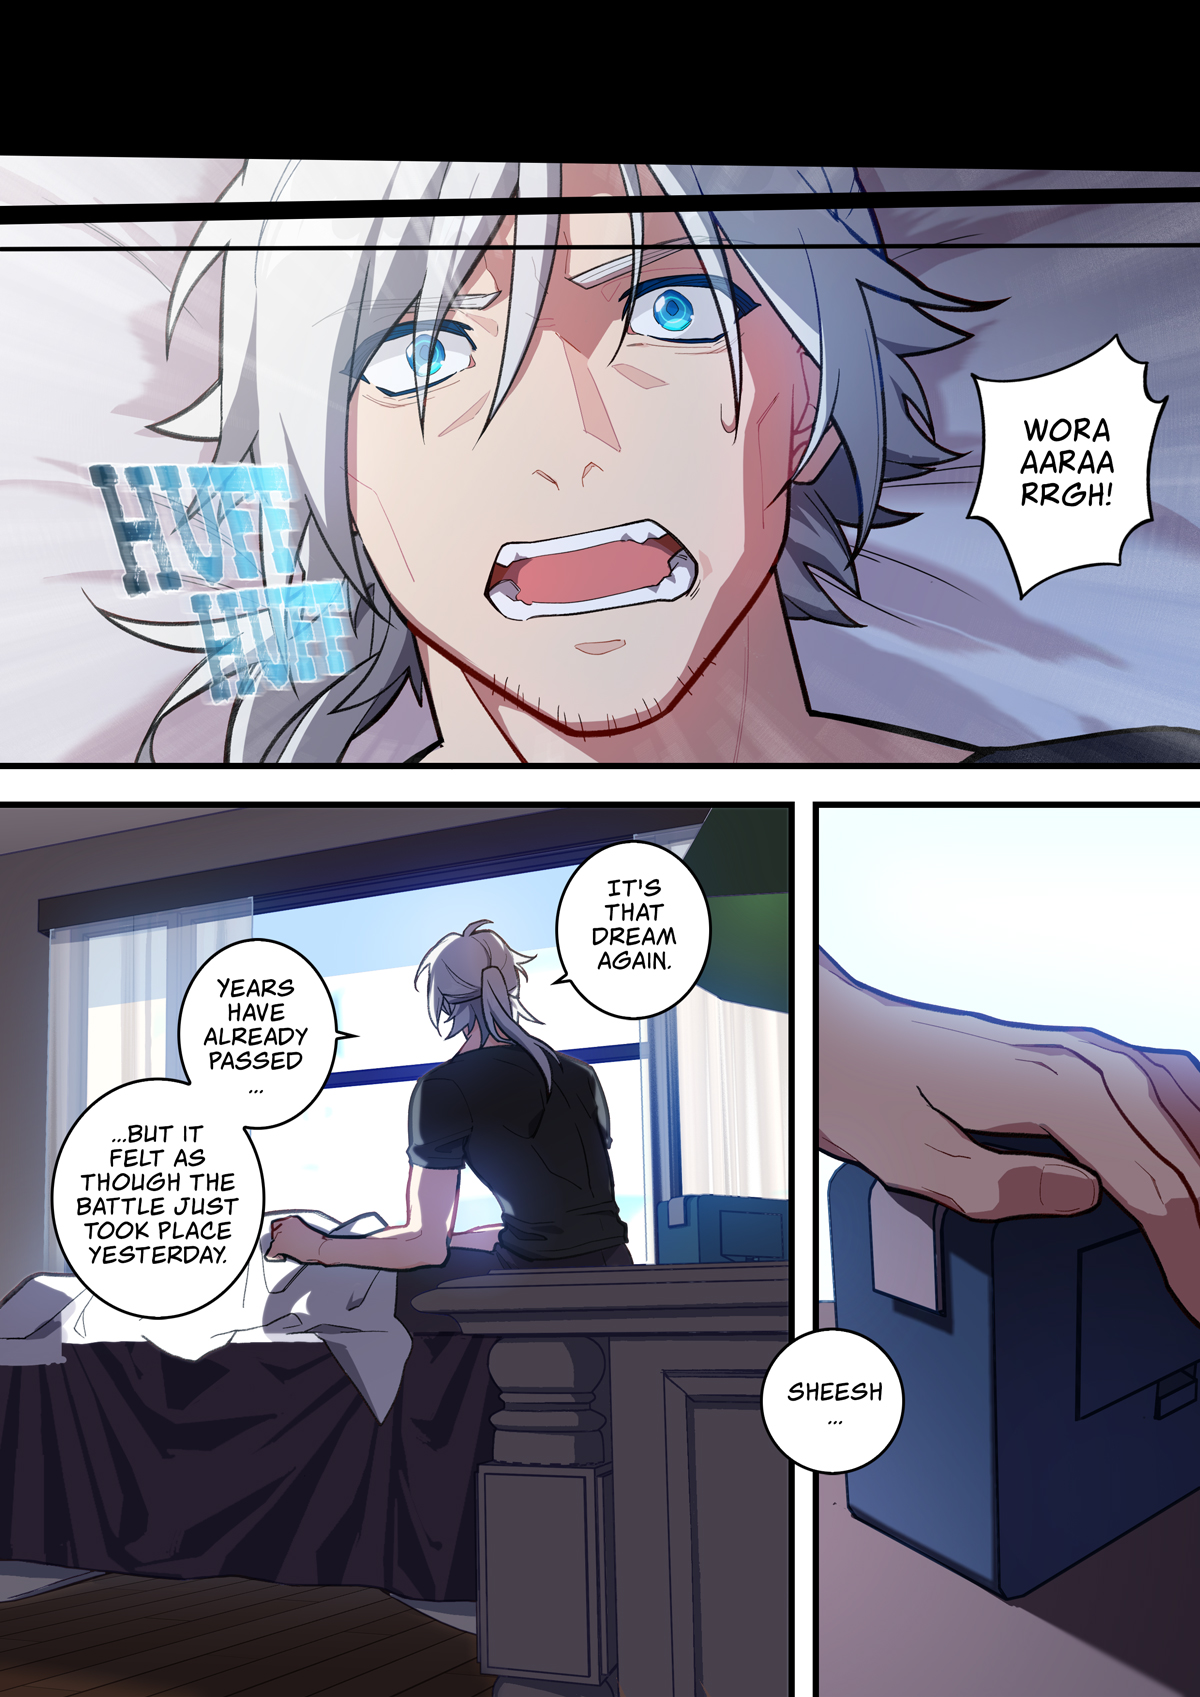 HUFF
HUFF
WORA
AARAA
RRGH!
IT'S
THAT
DREAM
AGAIN.
YEARS
HAVE
ALREADY
PASSED
...
...BUT IT
FELT AS
THOUGH THE
BATTLE JUST
TOOK PLACE
YESTERDAY.
SHEESH
...